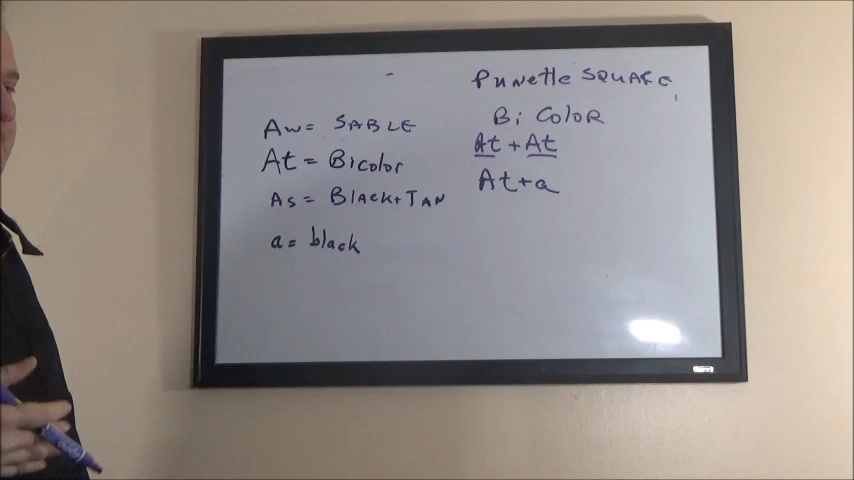 Punette SQUARE
Bi Color
At + At
At + a
Aw = SABLE
At = Bicolor
As = Black + TAN
a = black